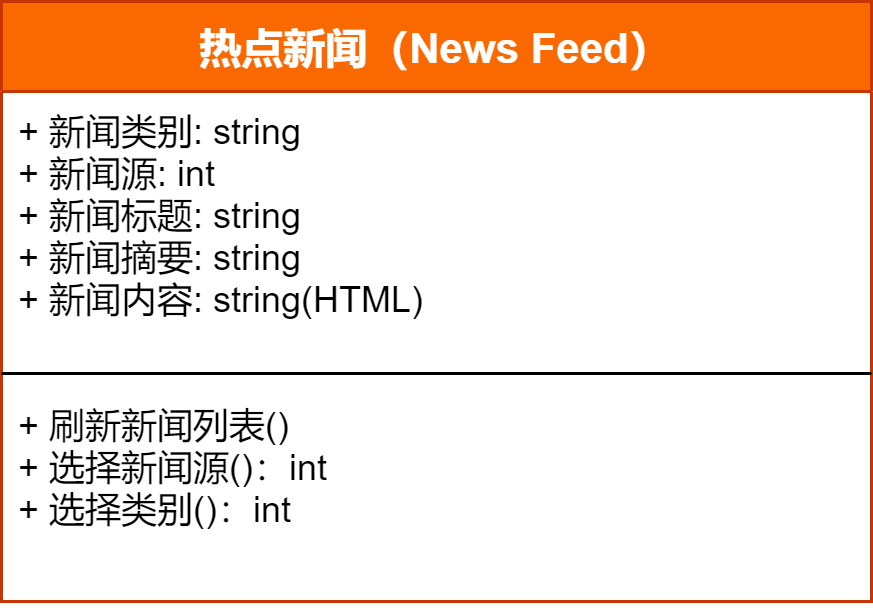 热点新闻（News Feed）
+ 新闻类别: string
+ 新闻源: int
+ 新闻标题: string
+ 新闻摘要: string
+ 新闻内容: string(HTML)
+ 刷新新闻列表()
+ 选择新闻源()：int
+ 选择类别()：int